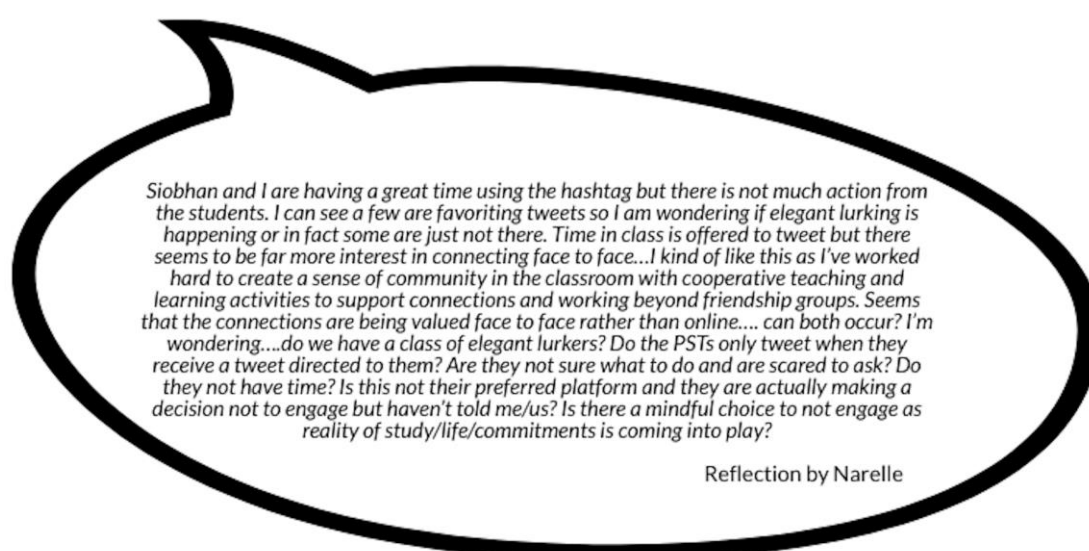 Siobhan and I are having a great time using the hashtag but there is not much action from
the students. I can see a few are favoriting tweets so I am wondering if elegant lurking is
happening or in fact some are just not there. Time in class is offered to tweet but there
seems to be far more interest in connecting face to face...I kind of like this as I've worked
hard to create a sense of community in the classroom with cooperative teaching and
learning activities to support connections and working beyond friendship groups. Seems
that the connections are being valued face to face rather than online.... can both occur? I'm
wondering....do we have a class of elegant lurkers? Do the PSTs only tweet when they
receive a tweet directed to them? Are they not sure what to do and are scared to ask? Do
they not have time? Is this not their preferred platform and they are actually making a
decision not to engage but haven't told me/us? Is there a mindful choice to not engage as
reality of study/life/commitments is coming into play?
Reflection by Narelle